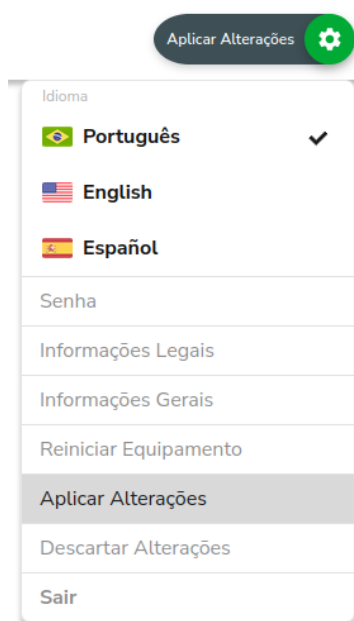 Aplicar Alterações
Idioma
Português
English
Español
Senha
Informações Legais
Informações Gerais
Reiniciar Equipamento
Aplicar Alterações
Descartar Alterações
Sair